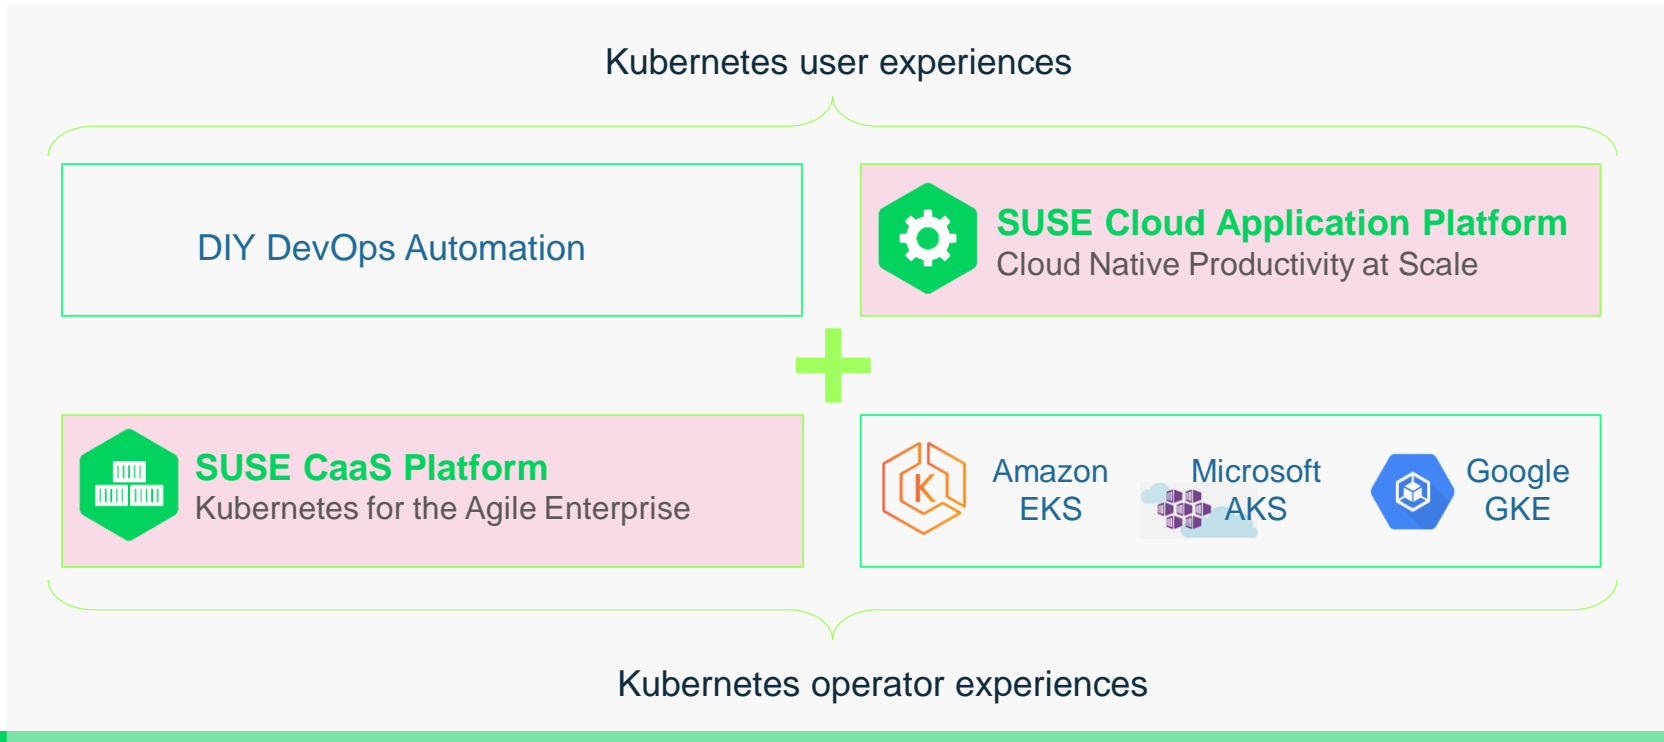 Kubernetes user experiences
DIY DevOps Automation
SUSE Cloud Application Platform
Cloud Native Productivity at Scale
SUSE CaaS Platform
Kubernetes for the Agile Enterprise
K
Amazon
EKS
Microsoft
AKS
Google
GKE
Kubernetes operator experiences